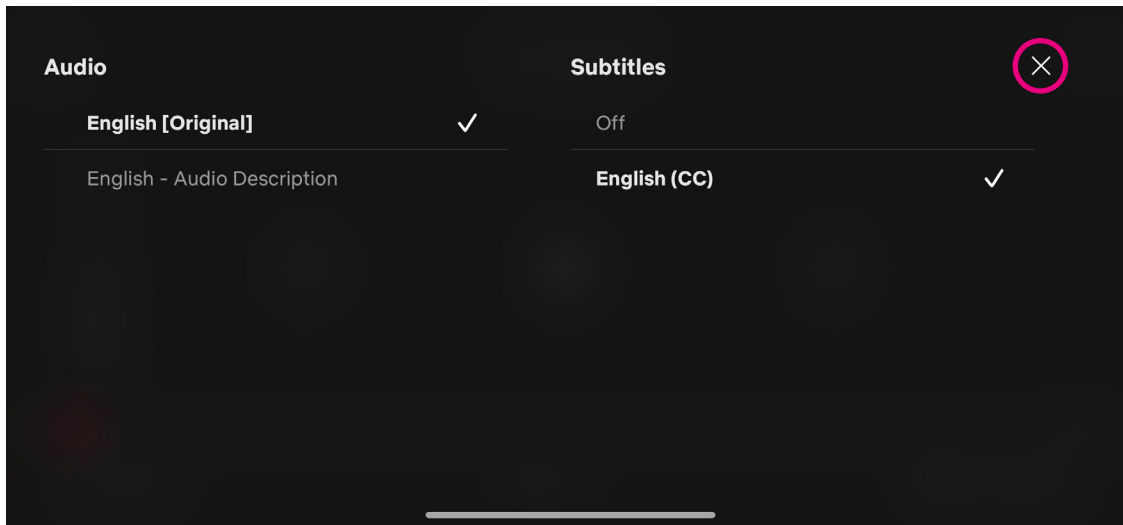 Audio
English [Original]
English - Audio Description
Subtitles
Off
English (CC)